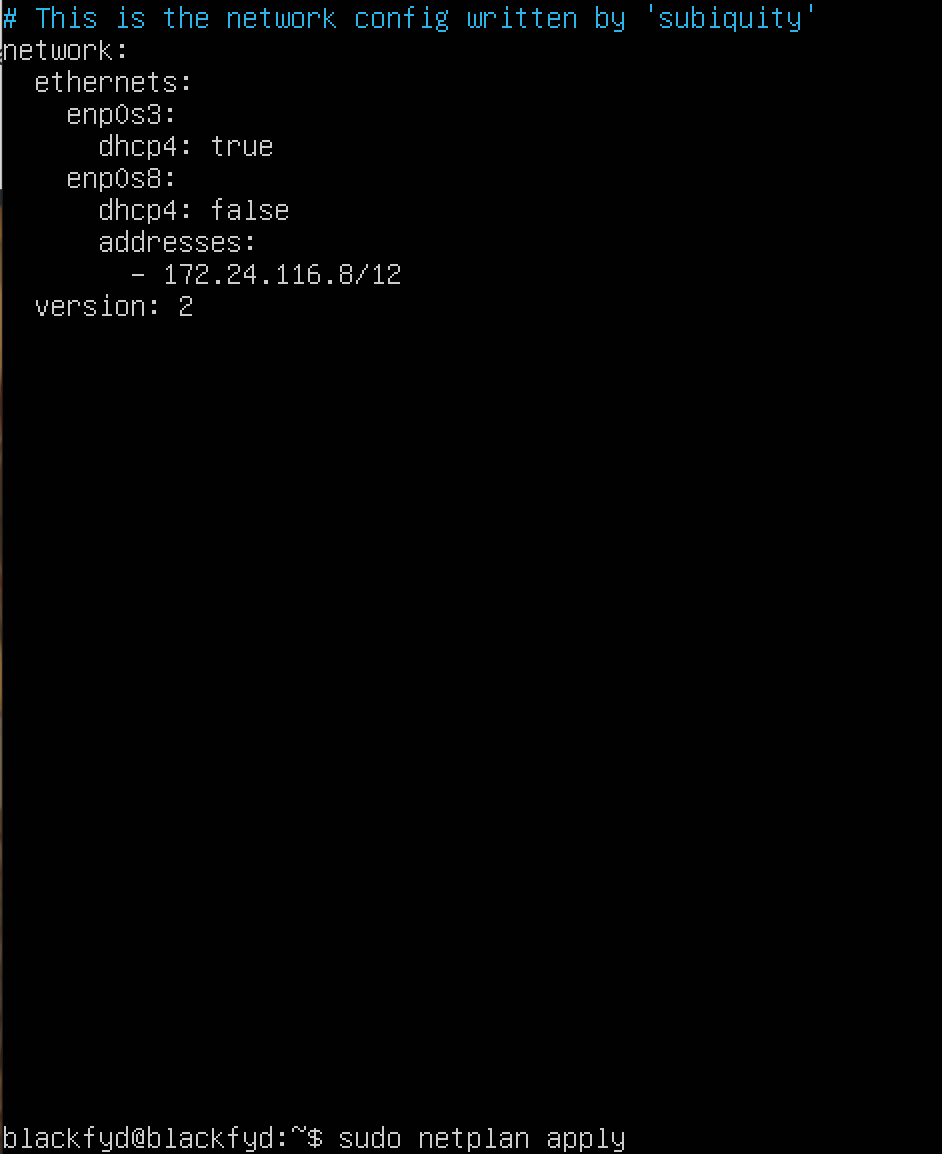 # This is the network config written by 'subiquity'
network:
  ethernets:
    enp0s3:
      dhcp4: true
    enp0s8:
      dhcp4: false
      addresses:
        - 172.24.116.8/12
  version: 2
blackfyd@blackfyd:~$ sudo netplan apply